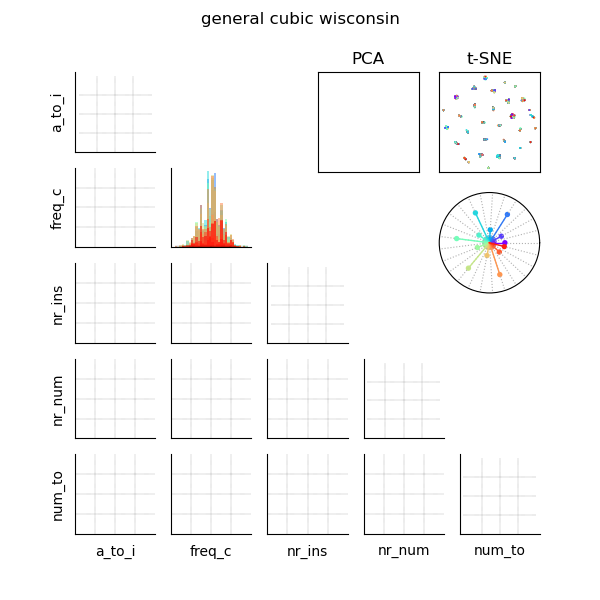 general cubic wisconsin
PCA
t-SNE
a_to_i
freq_c
nr_ins
nr_num
num_to
a_to_i
freq_c
nr_ins
nr_num
num_to